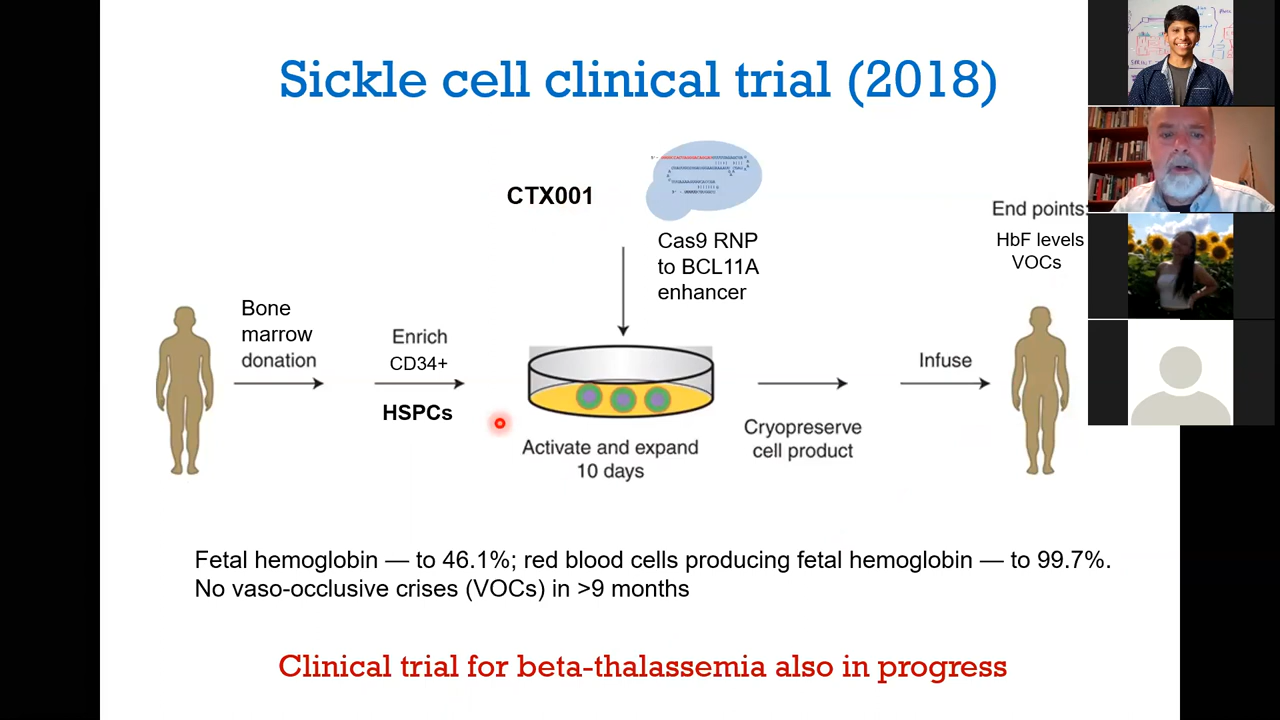 Sickle cell clinical trial (2018)
CTX001
Cas9 RNP
to BCL11A
enhancer
End points:
HbF levels
VOCs
Bone
marrow
donation
Enrich
CD34+
HSPCs
Activate and expand
10 days
Cryopreserve
cell product
Infuse
Fetal hemoglobin — to 46.1%; red blood cells producing fetal hemoglobin — to 99.7%.
No vaso-occlusive crises (VOCs) in >9 months
Clinical trial for beta-thalassemia also in progress